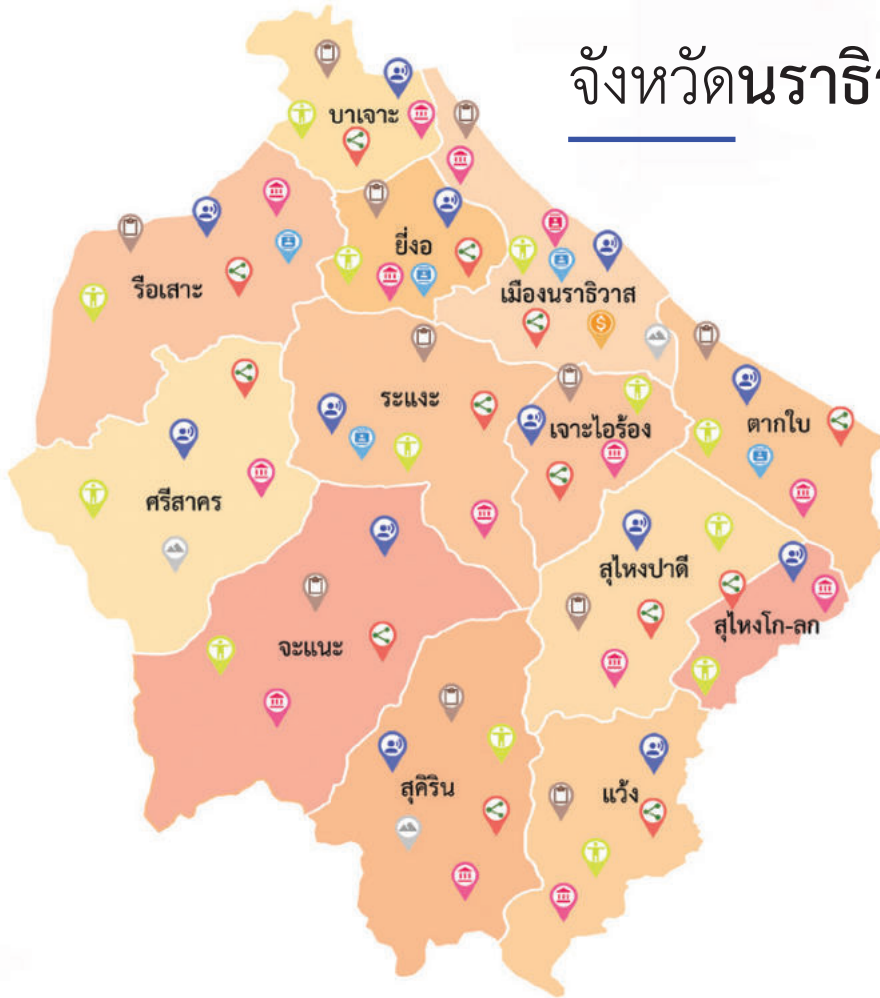 จังหวัดนราธิ
บาเจาะ
ยี่งอ
รือเสาะ
เมืองนราธิวาส
ระแงะ
เจาะไอร้อง
ตากใบ
ศรีสาคร
สุไหงปาดี
สุไหงโก-ลก
จะแนะ
สุคิริน
แว้ง